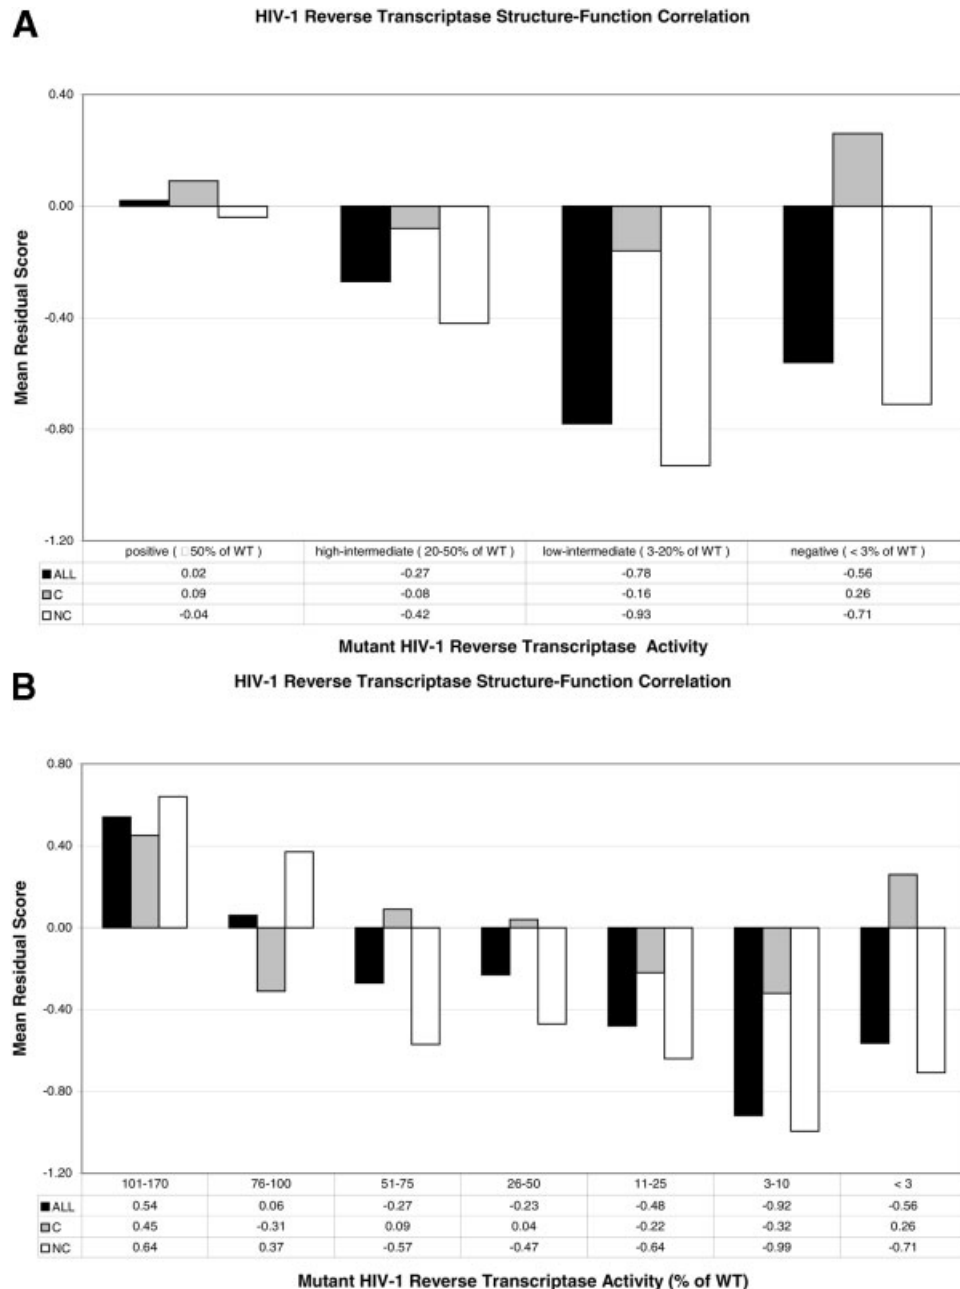 A
HIV-1 Reverse Transcriptase Structure-Function Correlation
0.40
0.00
-0.40
-0.80
-1.20
Mean Residual Score
positive ( □50% of WT ) high-intermediate ( 20-50% of WT ) low-intermediate ( 3-20% of WT ) negative ( < 3% of WT )
ALL 0.02 -0.27 -0.78 -0.56
C 0.09 -0.08 -0.16 0.26
NC -0.04 -0.42 -0.93 -0.71
Mutant HIV-1 Reverse Transcriptase Activity
B
HIV-1 Reverse Transcriptase Structure-Function Correlation
0.80
0.40
0.00
-0.40
-0.80
-1.20
Mean Residual Score
101-170 76-100 51-75 26-50 11-25 3-10 < 3
ALL 0.54 0.06 -0.27 -0.23 -0.48 -0.92 -0.56
C 0.45 -0.31 0.09 0.04 -0.22 -0.32 0.26
NC 0.64 0.37 -0.57 -0.47 -0.64 -0.99 -0.71
Mutant HIV-1 Reverse Transcriptase Activity (% of WT)